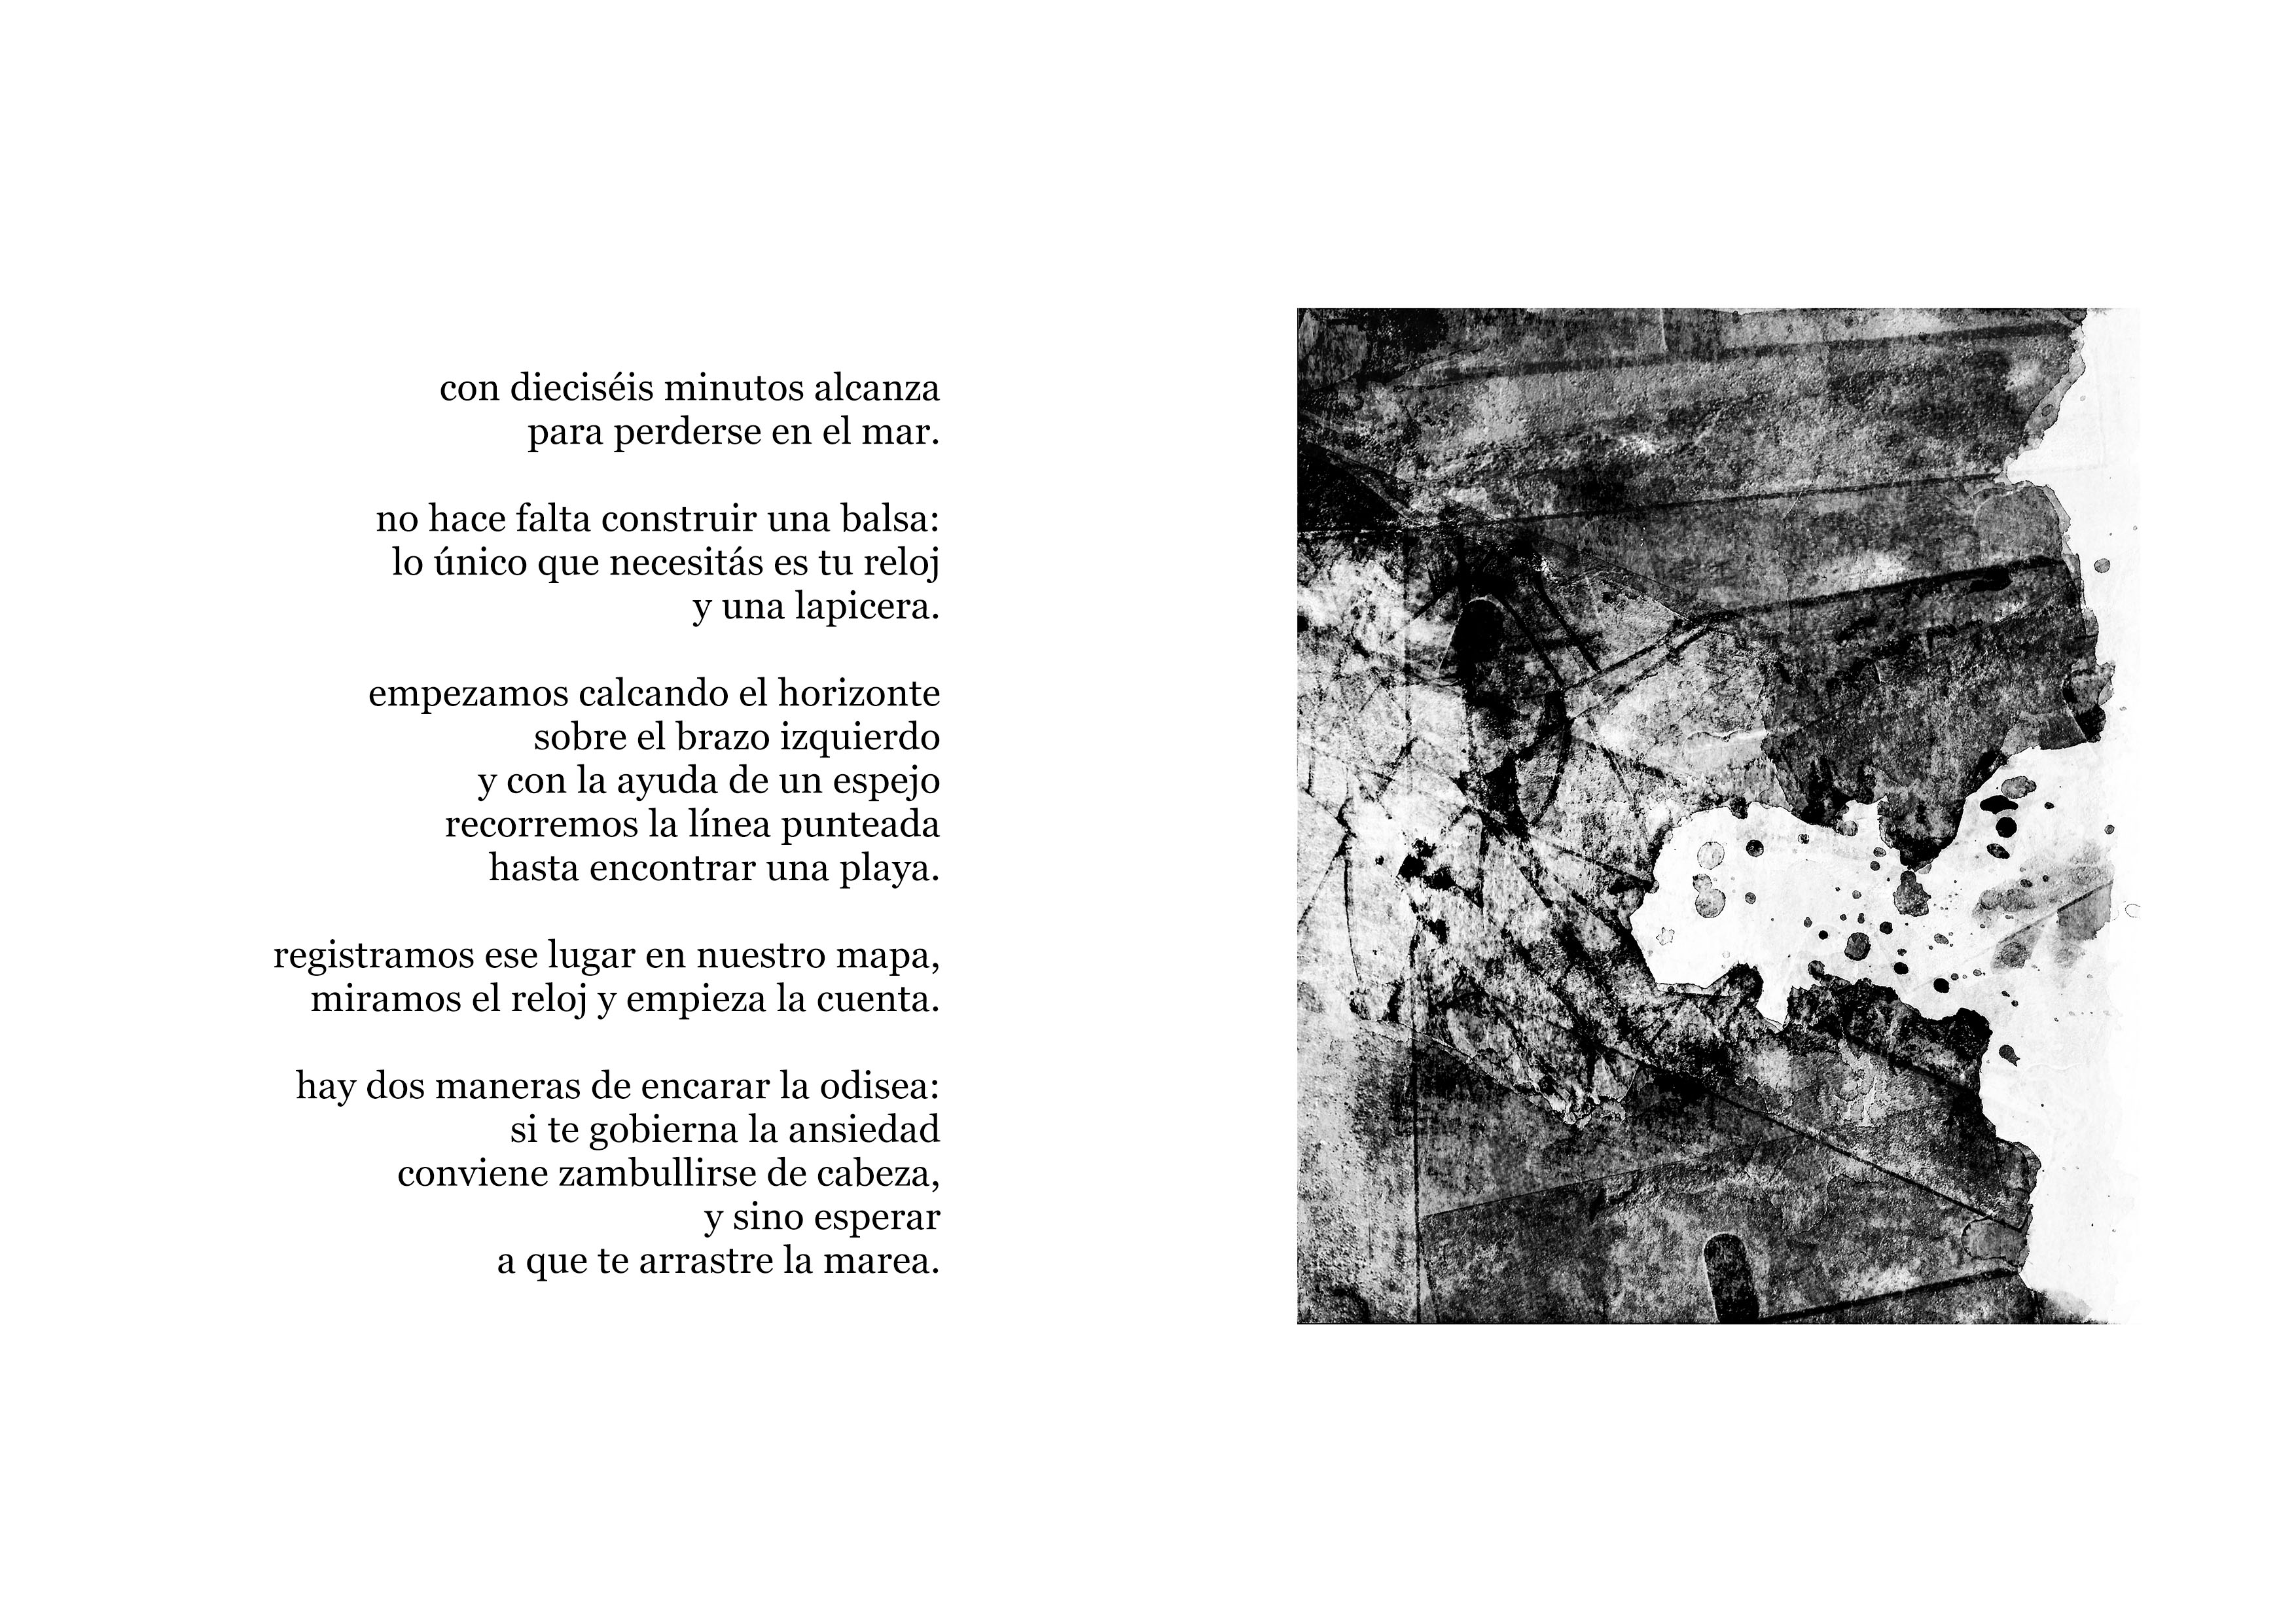 con dieciséis minutos alcanza
para perderse en el mar.
no hace falta construir una balsa:
lo único que necesitás es tu reloj
y una lapicera.
empezamos calcando el horizonte
sobre el brazo izquierdo
y con la ayuda de un espejo
recorremos la línea punteada
hasta encontrar una playa.
registramos ese lugar en nuestro mapa,
miramos el reloj y empieza la cuenta.
hay dos maneras de encarar la odisea:
si te gobierna la ansiedad
conviene zambullirse de cabeza,
y sino esperar
a que te arrastre la marea.